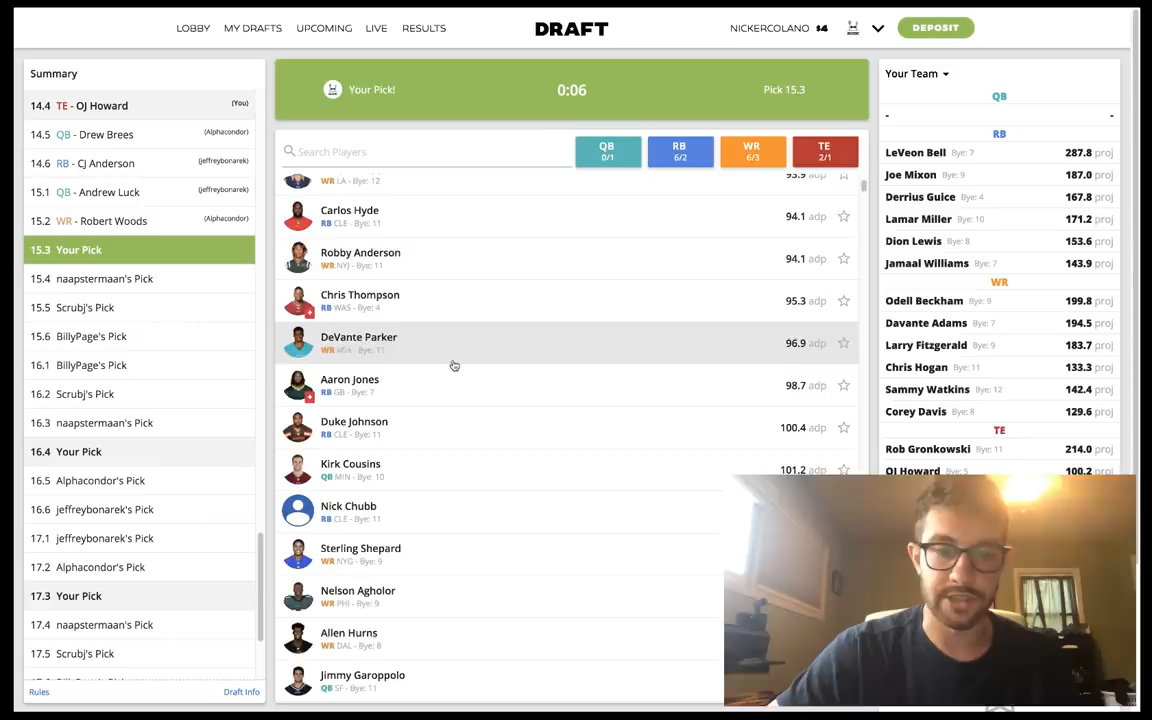 LOBBY MY DRAFTS UPCOMING LIVE RESULTS DRAFT NICKERCOLANO $4 DEPOSIT
Summary
14.4 TE - OJ Howard (You)
14.5 QB - Drew Brees (Alphacondor)
14.6 RB - CJ Anderson (jeffreybonarek)
15.1 QB - Andrew Luck (jeffreybonarek)
15.2 WR - Robert Woods (Alphacondor)
15.3 Your Pick
15.4 naapstermaan's Pick
15.5 Scrubj's Pick
15.6 BillyPage's Pick
16.1 BillyPage's Pick
16.2 Scrubj's Pick
16.3 naapstermaan's Pick
16.4 Your Pick
16.5 Alphacondor's Pick
16.6 jeffreybonarek's Pick
17.1 jeffreybonarek's Pick
17.2 Alphacondor's Pick
17.3 Your Pick
17.4 naapstermaan's Pick
17.5 Scrubj's Pick
Rules Draft Info
Your Pick! 0:06 Pick 15.3
Search Players
QB RB WR TE
0/1 6/2 6/3 2/1
WR LA - Bye: 12 93.9 adp
Carlos Hyde
RB CLE - Bye: 11 94.1 adp
Robby Anderson
WR NYJ - Bye: 11 94.1 adp
Chris Thompson
RB WAS - Bye: 4 95.3 adp
DeVante Parker
WR MIA - Bye: 11 96.9 adp
Aaron Jones
RB GB - Bye: 7 98.7 adp
Duke Johnson
RB CLE - Bye: 11 100.4 adp
Kirk Cousins
QB MIN - Bye: 10 101.2 adp
Nick Chubb
RB CLE - Bye: 11
Sterling Shepard
WR NYG - Bye: 9
Nelson Agholor
WR PHI - Bye: 9
Allen Hurns
WR DAL - Bye: 8
Jimmy Garoppolo
QB SF - Bye: 11
Your Team
QB
- -
RB
LeVeon Bell Bye: 7 287.8 proj
Joe Mixon Bye: 9 187.0 proj
Derrius Guice Bye: 4 167.8 proj
Lamar Miller Bye: 10 171.2 proj
Dion Lewis Bye: 8 153.6 proj
Jamaal Williams Bye: 7 143.9 proj
WR
Odell Beckham Bye: 9 199.8 proj
Davante Adams Bye: 7 194.5 proj
Larry Fitzgerald Bye: 9 183.7 proj
Chris Hogan Bye: 11 133.3 proj
Sammy Watkins Bye: 12 142.4 proj
Corey Davis Bye: 8 129.6 proj
TE
Rob Gronkowski Bye: 11 214.0 proj
OJ Howard Bye: 5 100.2 proj